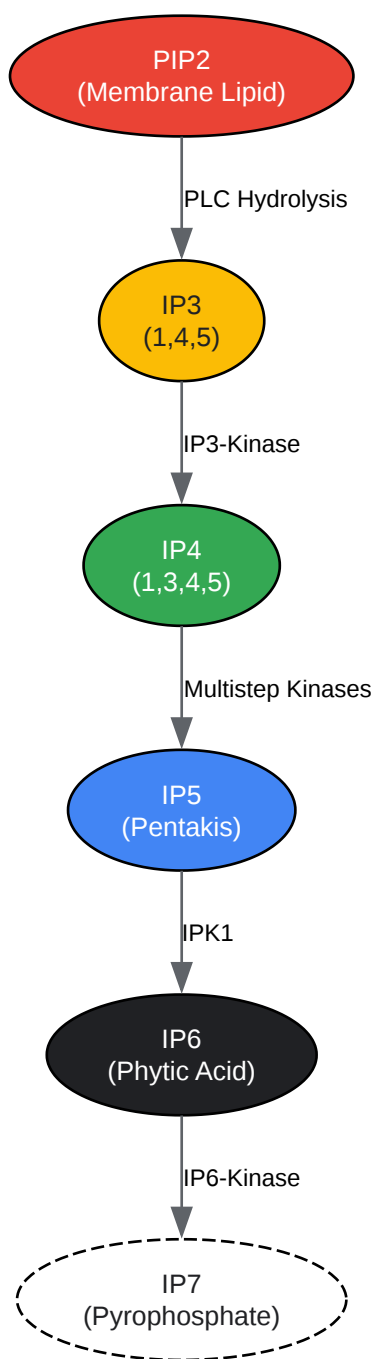 PIP2
(Membrane Lipid)
PLC Hydrolysis
IP3
(1,4,5)
IP3-Kinase
IP4
(1,3,4,5)
Multistep Kinases
IP5
(Pentakis)
IPK1
IP6
(Phytic Acid)
IP6-Kinase
IP7
(Pyrophosphate)